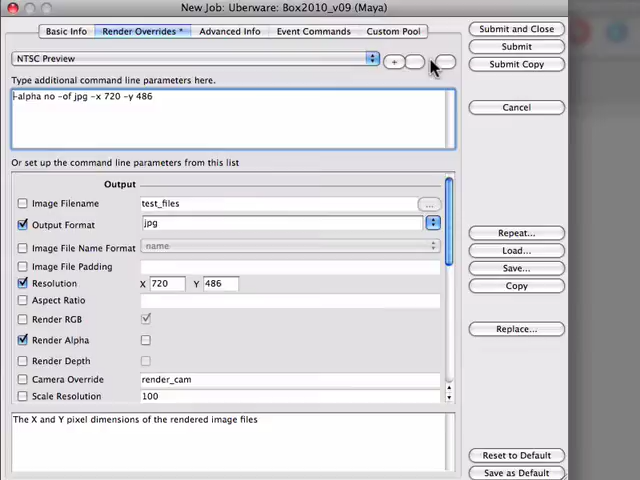 New Job: Uberware: Box2010_v09 (Maya)
Basic Info
Render Overrides *
Advanced Info
Event Commands
Custom Pool
Submit and Close
NTSC Preview
+
Submit
Submit Copy
Type additional command line parameters here.
-alpha no -of jpg -x 720 -y 486
Cancel
Or set up the command line parameters from this list
Output
Image Filename
test_files
...
Output Format
jpg
Repeat...
Image File Name Format
name
Load...
Image File Padding
Save...
Resolution
X 720 Y 486
Copy
Aspect Ratio
Render RGB
Replace...
Render Alpha
Render Depth
Camera Override
render_cam
Scale Resolution
100
The X and Y pixel dimensions of the rendered image files
Reset to Default
Save as Default